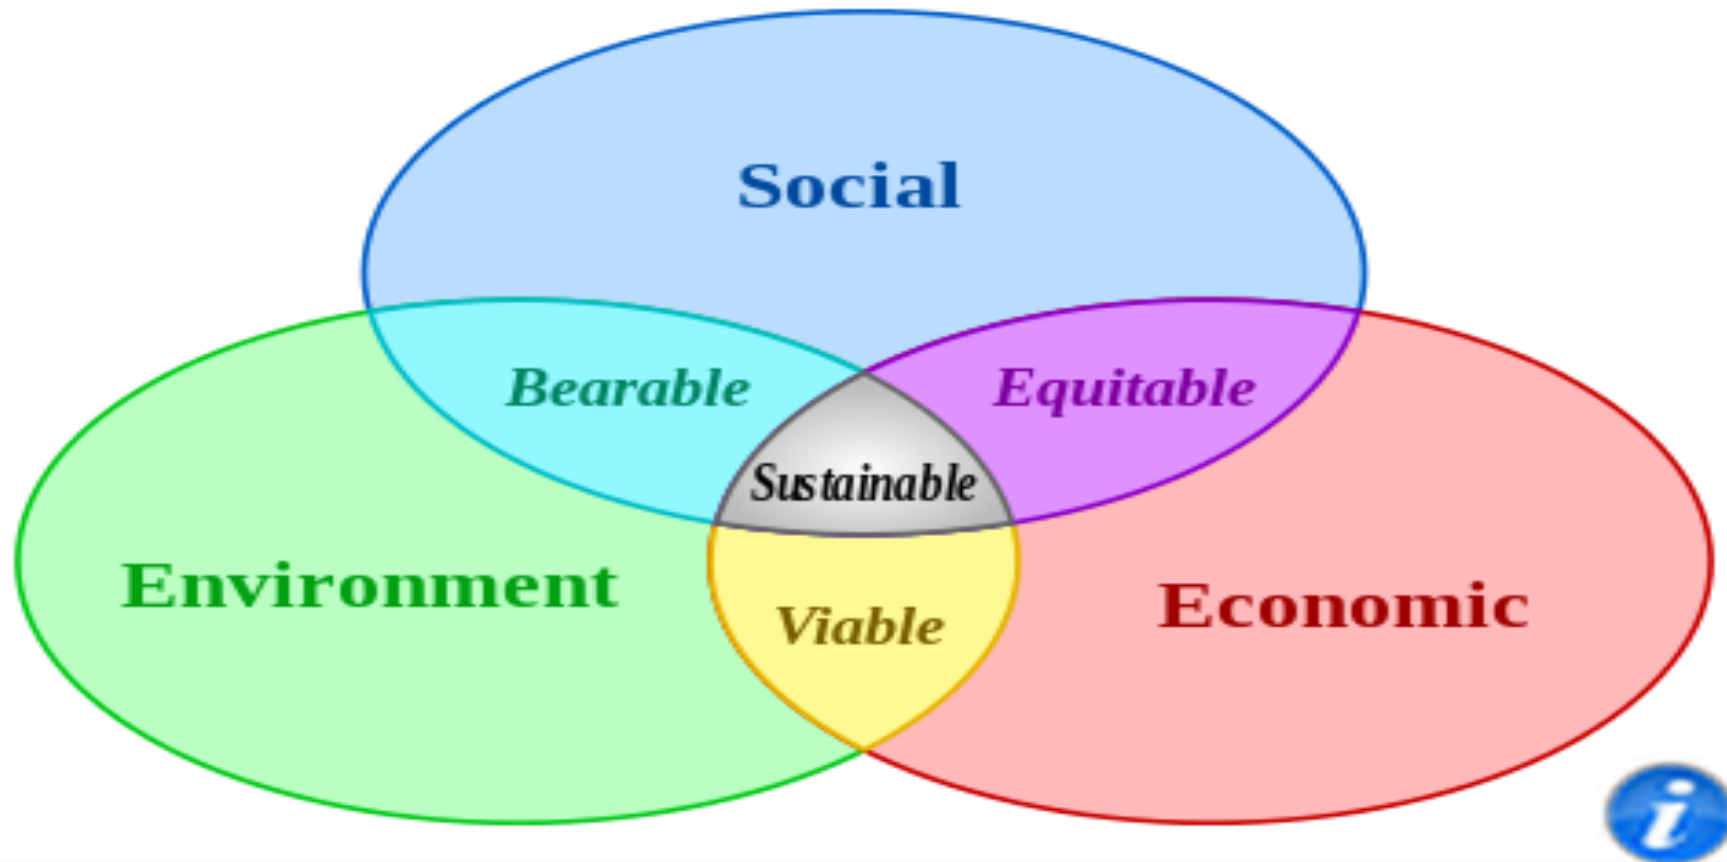 Social
Bearable
Equitable
Sustainable
Environment
Economic
Viable
i